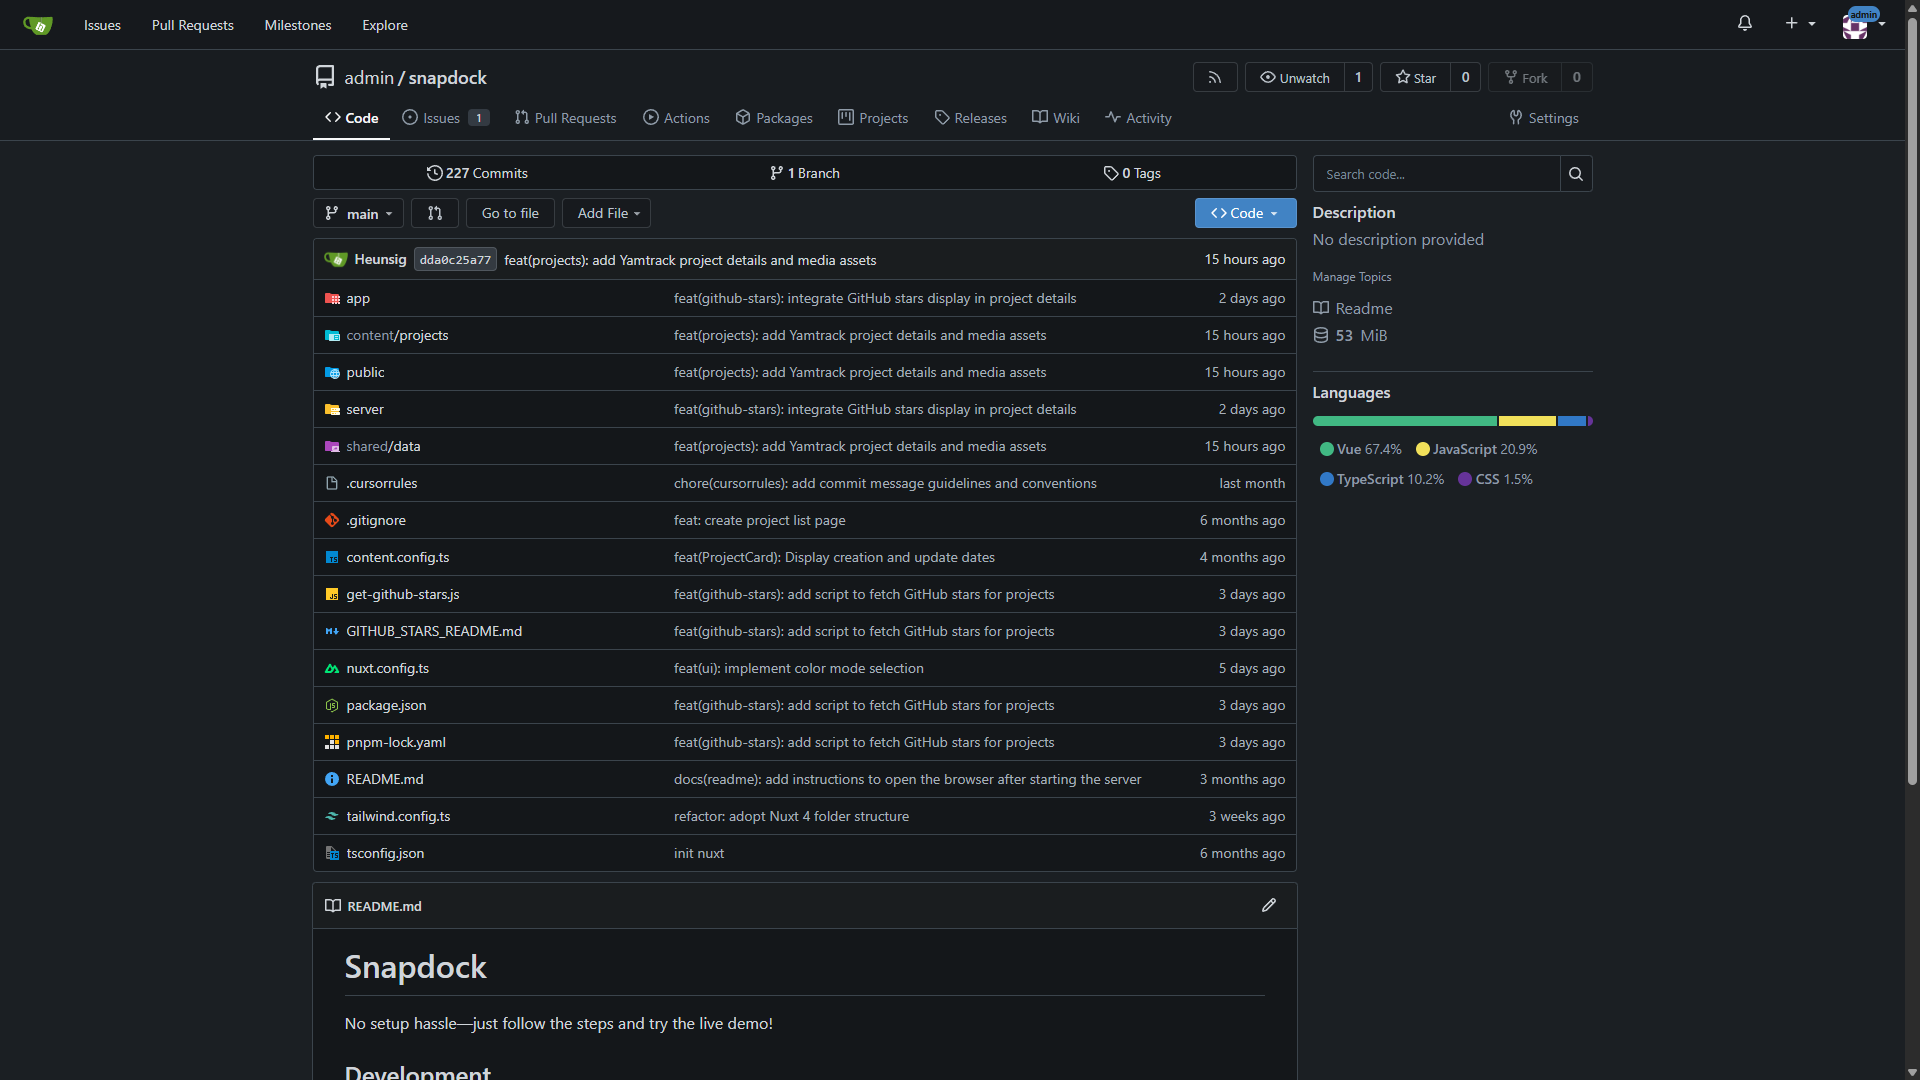 Issues Pull Requests Milestones Explore admin
admin / snapdock Unwatch 1 Star 0 Fork 0
Code Issues 1 Pull Requests Actions Packages Projects Releases Wiki Activity Settings
227 Commits 1 Branch 0 Tags
main Go to file Add File Code
Heunsig dda0c25a77 feat(projects): add Yamtrack project details and media assets 15 hours ago
app feat(github-stars): integrate GitHub stars display in project details 2 days ago
content/projects feat(projects): add Yamtrack project details and media assets 15 hours ago
public feat(projects): add Yamtrack project details and media assets 15 hours ago
server feat(github-stars): integrate GitHub stars display in project details 2 days ago
shared/data feat(projects): add Yamtrack project details and media assets 15 hours ago
.cursorrules chore(cursorrules): add commit message guidelines and conventions last month
.gitignore feat: create project list page 6 months ago
content.config.ts feat(ProjectCard): Display creation and update dates 4 months ago
get-github-stars.js feat(github-stars): add script to fetch GitHub stars for projects 3 days ago
GITHUB_STARS_README.md feat(github-stars): add script to fetch GitHub stars for projects 3 days ago
nuxt.config.ts feat(ui): implement color mode selection 5 days ago
package.json feat(github-stars): add script to fetch GitHub stars for projects 3 days ago
pnpm-lock.yaml feat(github-stars): add script to fetch GitHub stars for projects 3 days ago
README.md docs(readme): add instructions to open the browser after starting the server 3 months ago
tailwind.config.ts refactor: adopt Nuxt 4 folder structure 3 weeks ago
tsconfig.json init nuxt 6 months ago
README.md
Snapdock
No setup hassle—just follow the steps and try the live demo!
Development
Search code...
Description
No description provided
Manage Topics
Readme
53 MiB
Languages
Vue 67.4% JavaScript 20.9%
TypeScript 10.2% CSS 1.5%